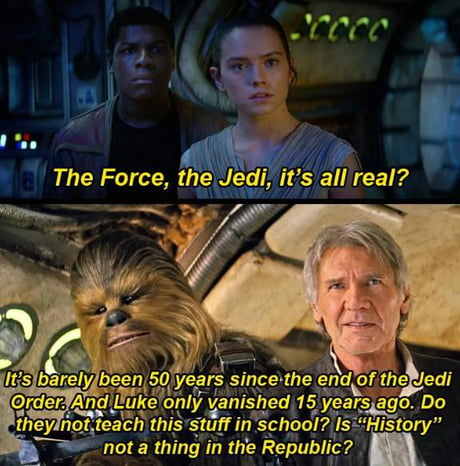 The Force, the Jedi, it's all real?
It's barely been 50 years since the end of the Jedi
Order. And Luke only vanished 15 years ago. Do
they not teach this stuff in school? Is "History"
not a thing in the Republic?